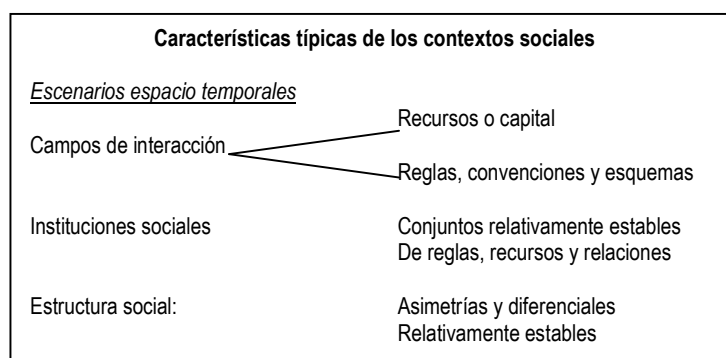 Características típicas de los contextos sociales
Escenarios espacio temporales
Campos de interacción
Recursos o capital
Reglas, convenciones y esquemas
Instituciones sociales
Conjuntos relativamente estables
De reglas, recursos y relaciones
Estructura social:
Asimetrías y diferenciales
Relativamente estables